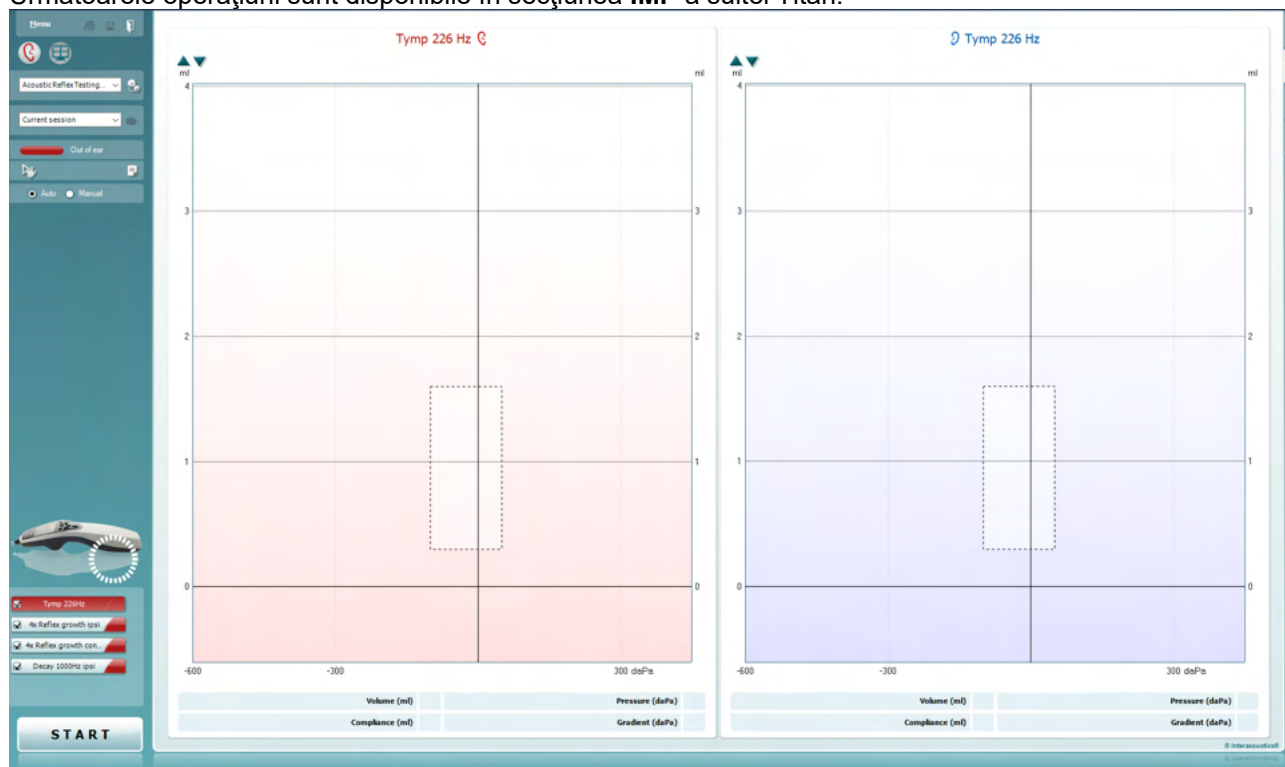 Următoarele operaţiuni sunt disponibile în secţiunea IMP a suitei Titan:
Menu
Acoustic Reflex Testing...
Current session
Out of ear
Auto Manual
Tymp 226Hz
4x Reflex growth ipsi
4x Reflex growth con...
Decay 1000Hz ipsi
START
Tymp 226 Hz
ml ml
4
3 3
2 2
1 1
0 0
-600 -300 300 daPa
Volume (ml) Pressure (daPa)
Compliance (ml) Gradient (daPa)
Tymp 226 Hz
ml ml
4
3 3
2 2
1 1
0 0
-600 -300 300 daPa
Volume (ml) Pressure (daPa)
Compliance (ml) Gradient (daPa)
© Interacoustics®